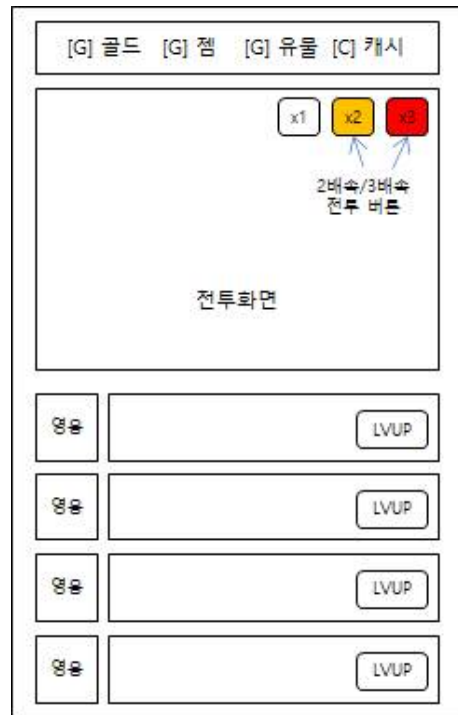 [G] 골드 [G] 젬 [G] 유물 [C] 캐시
x1 x2 x3
2배속/3배속
전투 버튼
전투화면
영웅 LVUP
영웅 LVUP
영웅 LVUP
영웅 LVUP